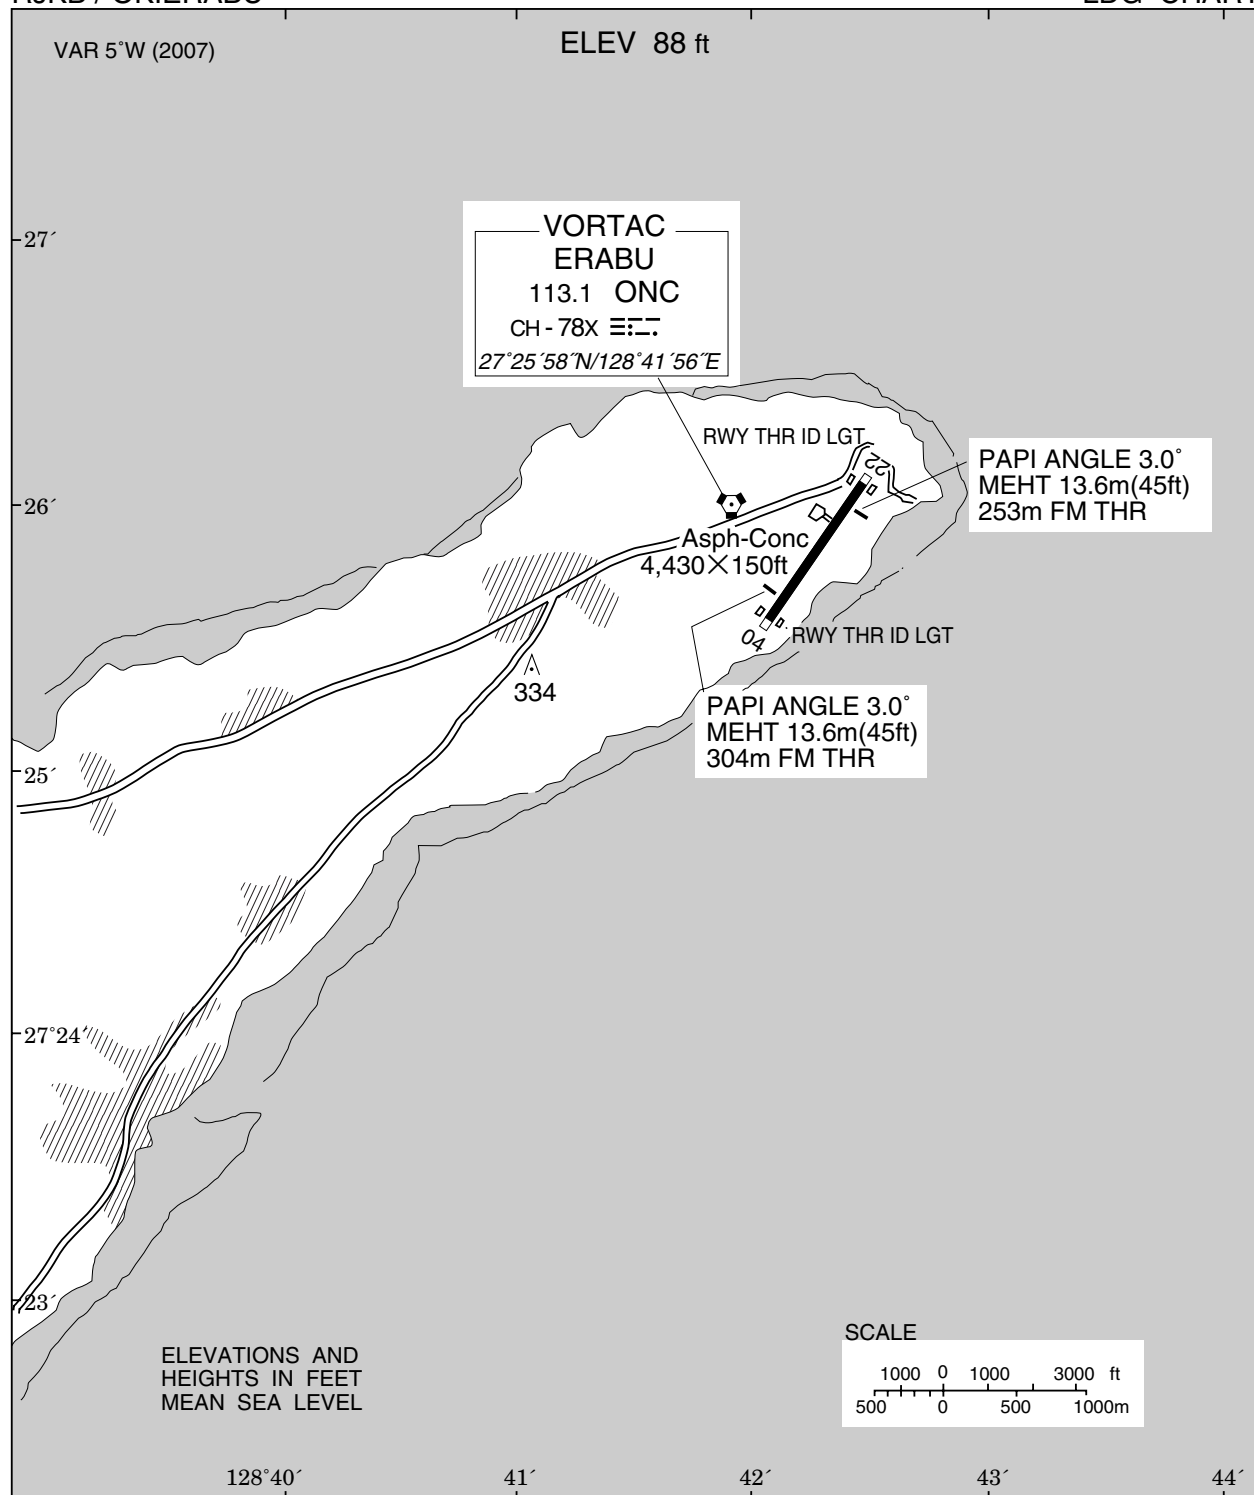 VAR 5°W (2007)
ELEV 88 ft
27´
VORTAC
ERABU
113.1 ONC
CH - 78X
27°25´58˝N/128°41´56˝E
RWY THR ID LGT
22
PAPI ANGLE 3.0°
MEHT 13.6m(45ft)
253m FM THR
26´
Asph-Conc
4,430×150ft
04
RWY THR ID LGT
334
PAPI ANGLE 3.0°
MEHT 13.6m(45ft)
304m FM THR
25´
27°24´
23´
ELEVATIONS AND
HEIGHTS IN FEET
MEAN SEA LEVEL
SCALE
1000 0 1000 3000 ft
500 0 500 1000m
128°40´ 41´ 42´ 43´ 44´